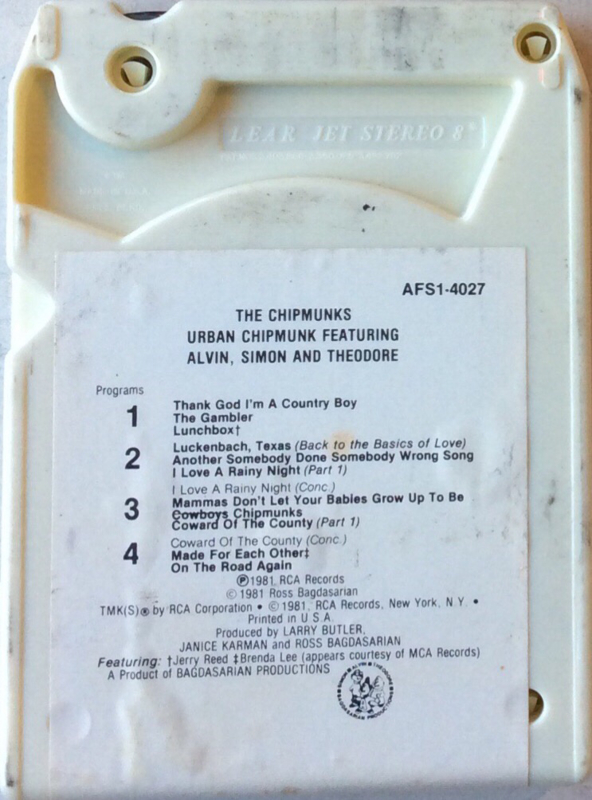 LEAR JET STEREO 8
AFS1-4027
THE CHIPMUNKS
URBAN CHIPMUNK FEATURING
ALVIN, SIMON AND THEODORE
Programs
1 Thank God I'm A Country Boy
The Gambler
Lunchbox†
2 Luckenbach, Texas (Back to the Basics of Love)
Another Somebody Done Somebody Wrong Song
I Love A Rainy Night (Part 1)
3 I Love A Rainy Night (Conc.)
Mammas Don't Let Your Babies Grow Up To Be
Cowboys Chipmunks
Coward Of The County (Part 1)
4 Coward Of The County (Conc.)
Made For Each Other‡
On The Road Again
℗1981, RCA Records
© 1981 Ross Bagdasarian
TMK(S)® by RCA Corporation • © 1981, RCA Records, New York, N.Y. •
Printed in U.S.A.
Produced by LARRY BUTLER,
JANICE KARMAN and ROSS BAGDASARIAN
Featuring: †Jerry Reed ‡Brenda Lee (appears courtesy of MCA Records)
A Product of BAGDASARIAN PRODUCTIONS